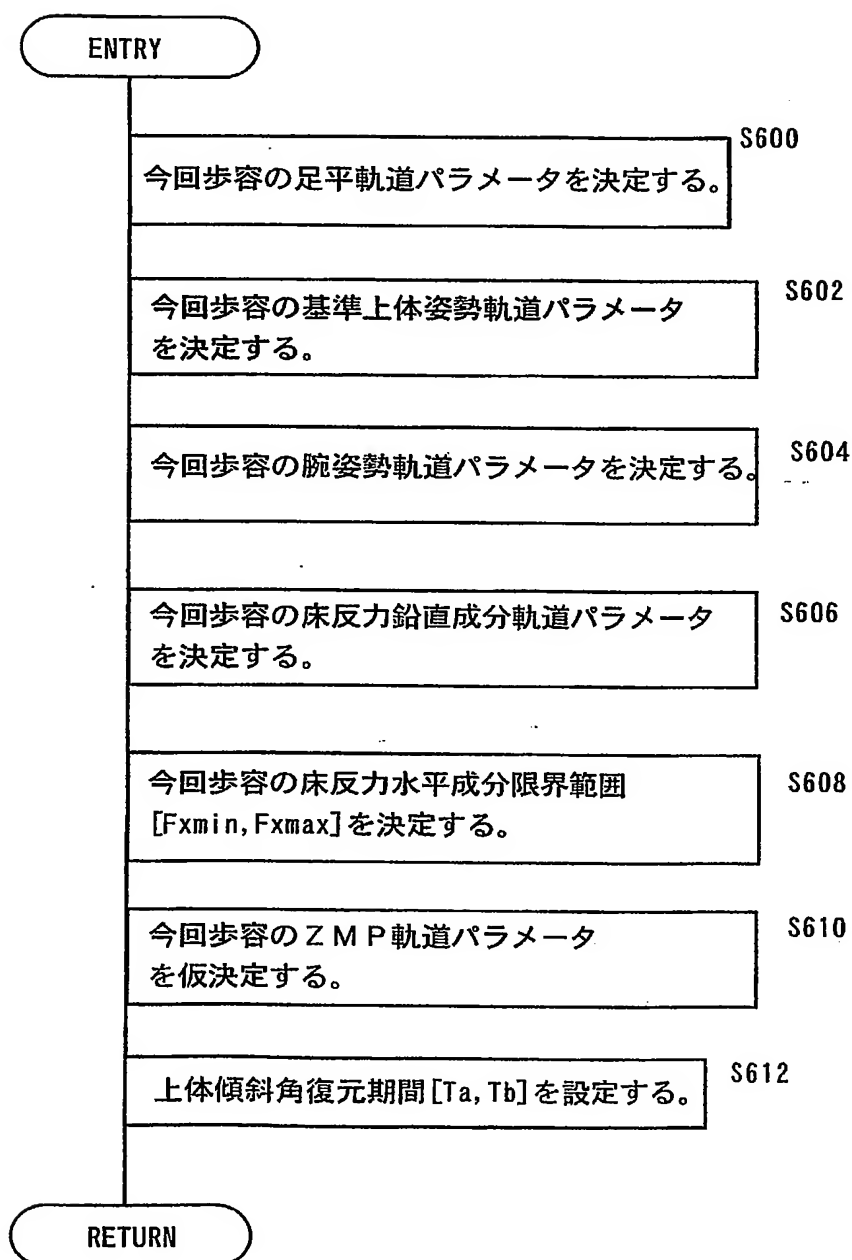 ENTRY
S600
今回歩容の足平軌道パラメータを決定する。
S602
今回歩容の基準上体姿勢軌道パラメータ
を決定する。
S604
今回歩容の腕姿勢軌道パラメータを決定する。
S606
今回歩容の床反力鉛直成分軌道パラメータ
を決定する。
S608
今回歩容の床反力水平成分限界範囲
[Fxmin,Fxmax]を決定する。
S610
今回歩容のZMP軌道パラメータ
を仮決定する。
S612
上体傾斜角復元期間[Ta,Tb]を設定する。
RETURN